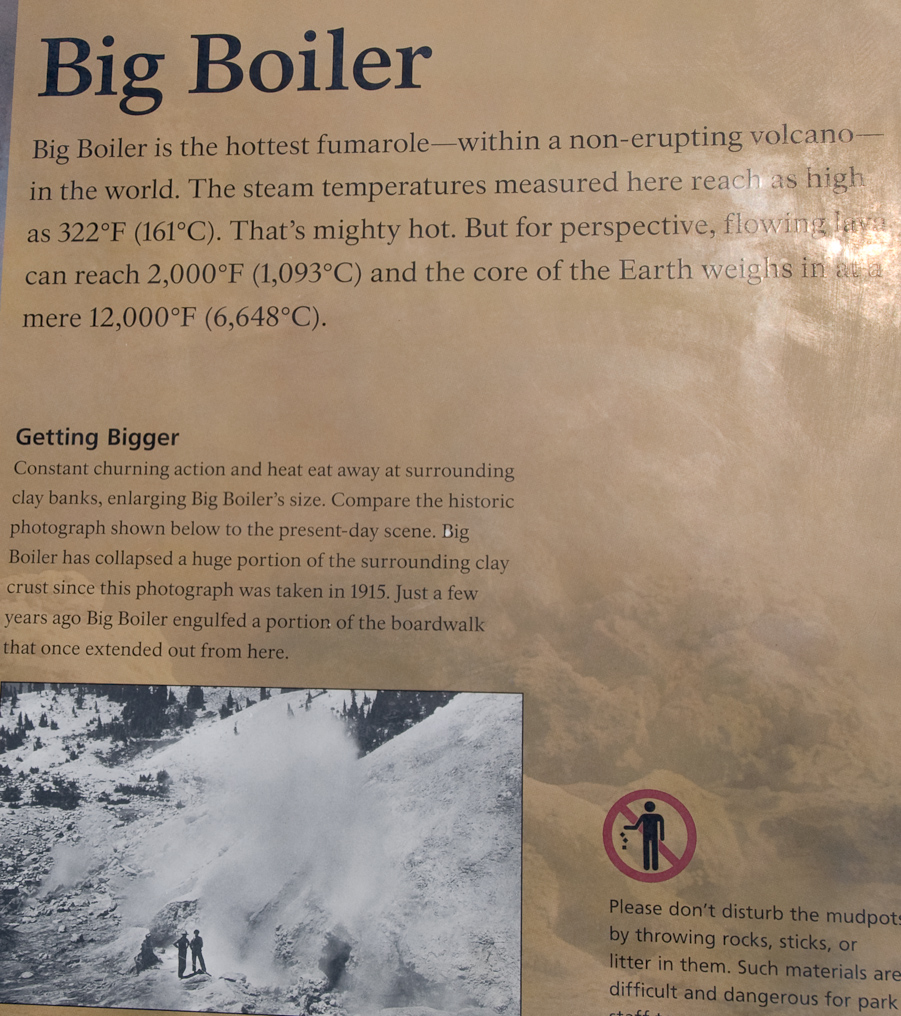 Big Boiler
Big Boiler is the hottest fumarole—within a non-erupting volcano—
in the world. The steam temperatures measured here reach as high
as 322°F (161°C). That's mighty hot. But for perspective, flowing lava
can reach 2,000°F (1,093°C) and the core of the Earth weighs in at a
mere 12,000°F (6,648°C).
Getting Bigger
Constant churning action and heat eat away at surrounding
clay banks, enlarging Big Boiler's size. Compare the historic
photograph shown below to the present-day scene. Big
Boiler has collapsed a huge portion of the surrounding clay
crust since this photograph was taken in 1915. Just a few
years ago Big Boiler engulfed a portion of the boardwalk
that once extended out from here.
Please don't disturb the mudpots
by throwing rocks, sticks, or
litter in them. Such materials are
difficult and dangerous for park